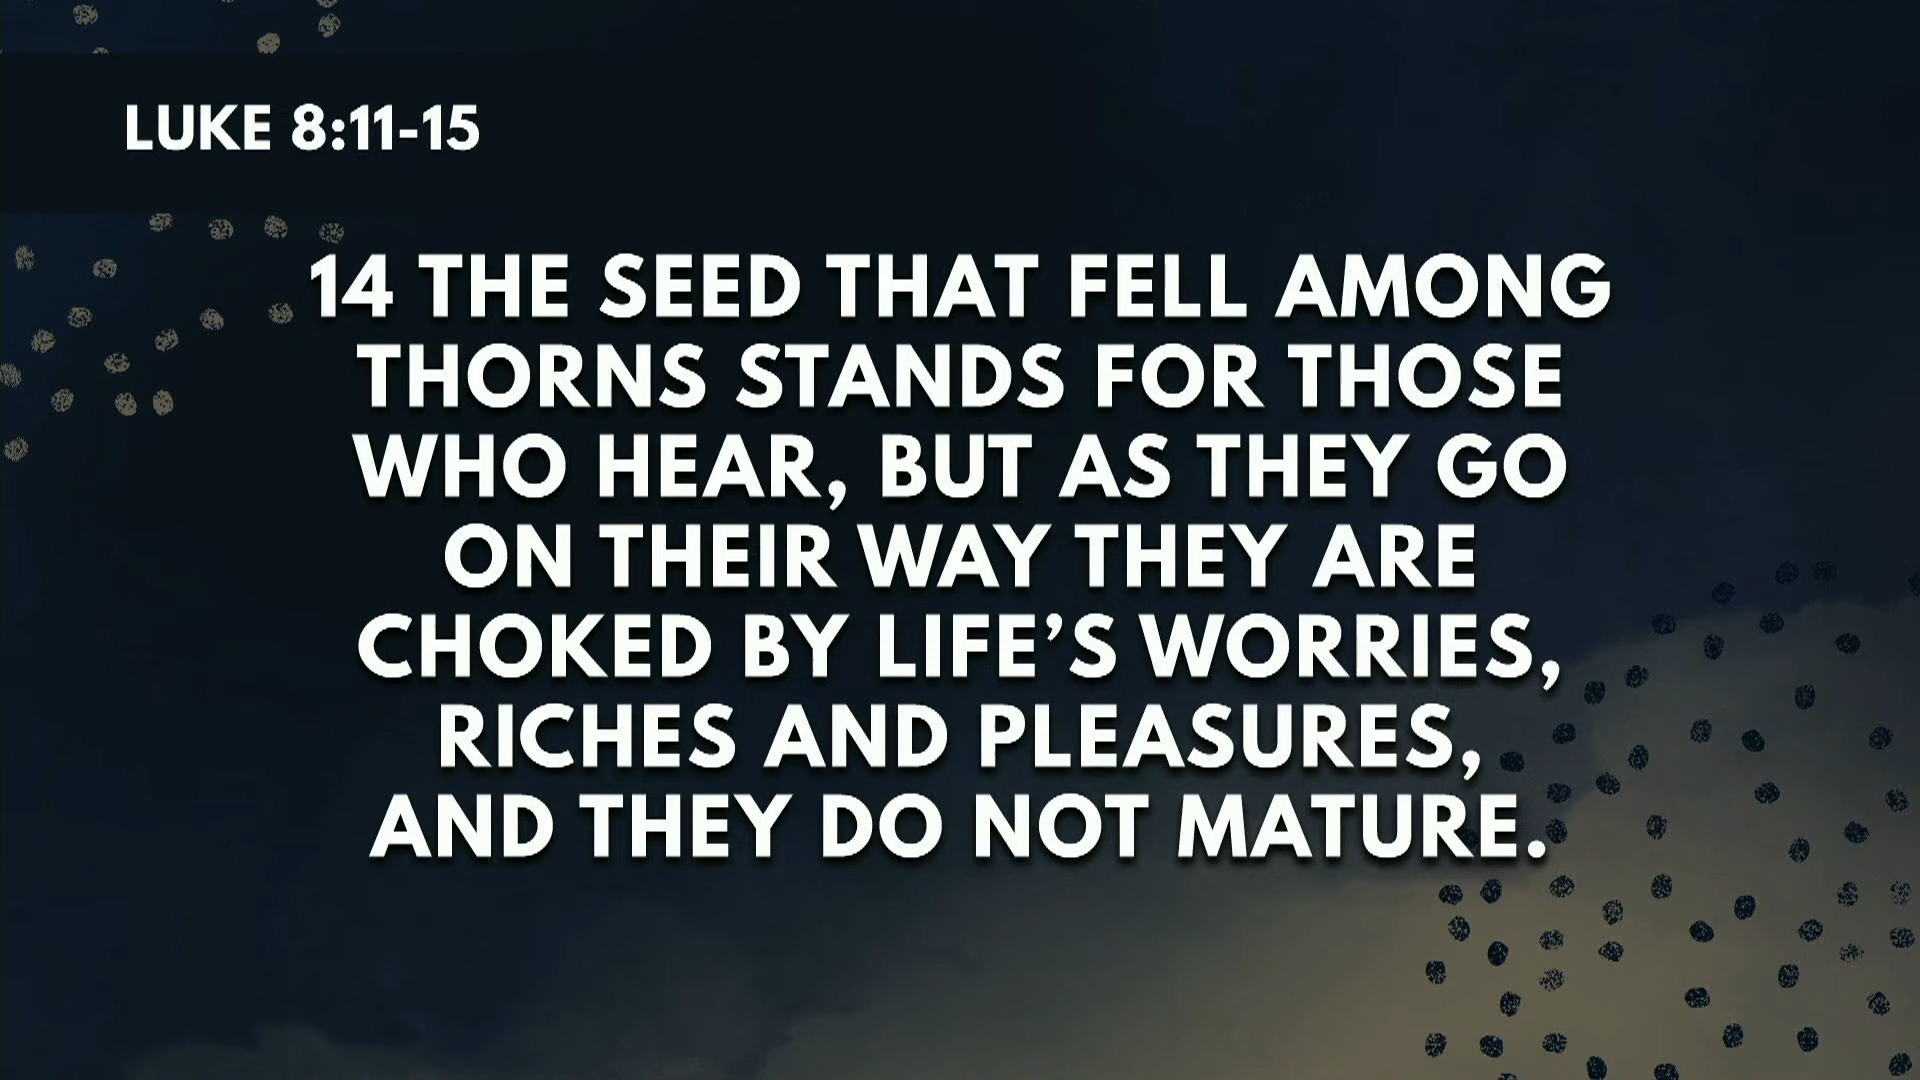 LUKE 8:11-15
14 THE SEED THAT FELL AMONG
THORNS STANDS FOR THOSE
WHO HEAR, BUT AS THEY GO
ON THEIR WAY THEY ARE
CHOKED BY LIFE’S WORRIES,
RICHES AND PLEASURES,
AND THEY DO NOT MATURE.